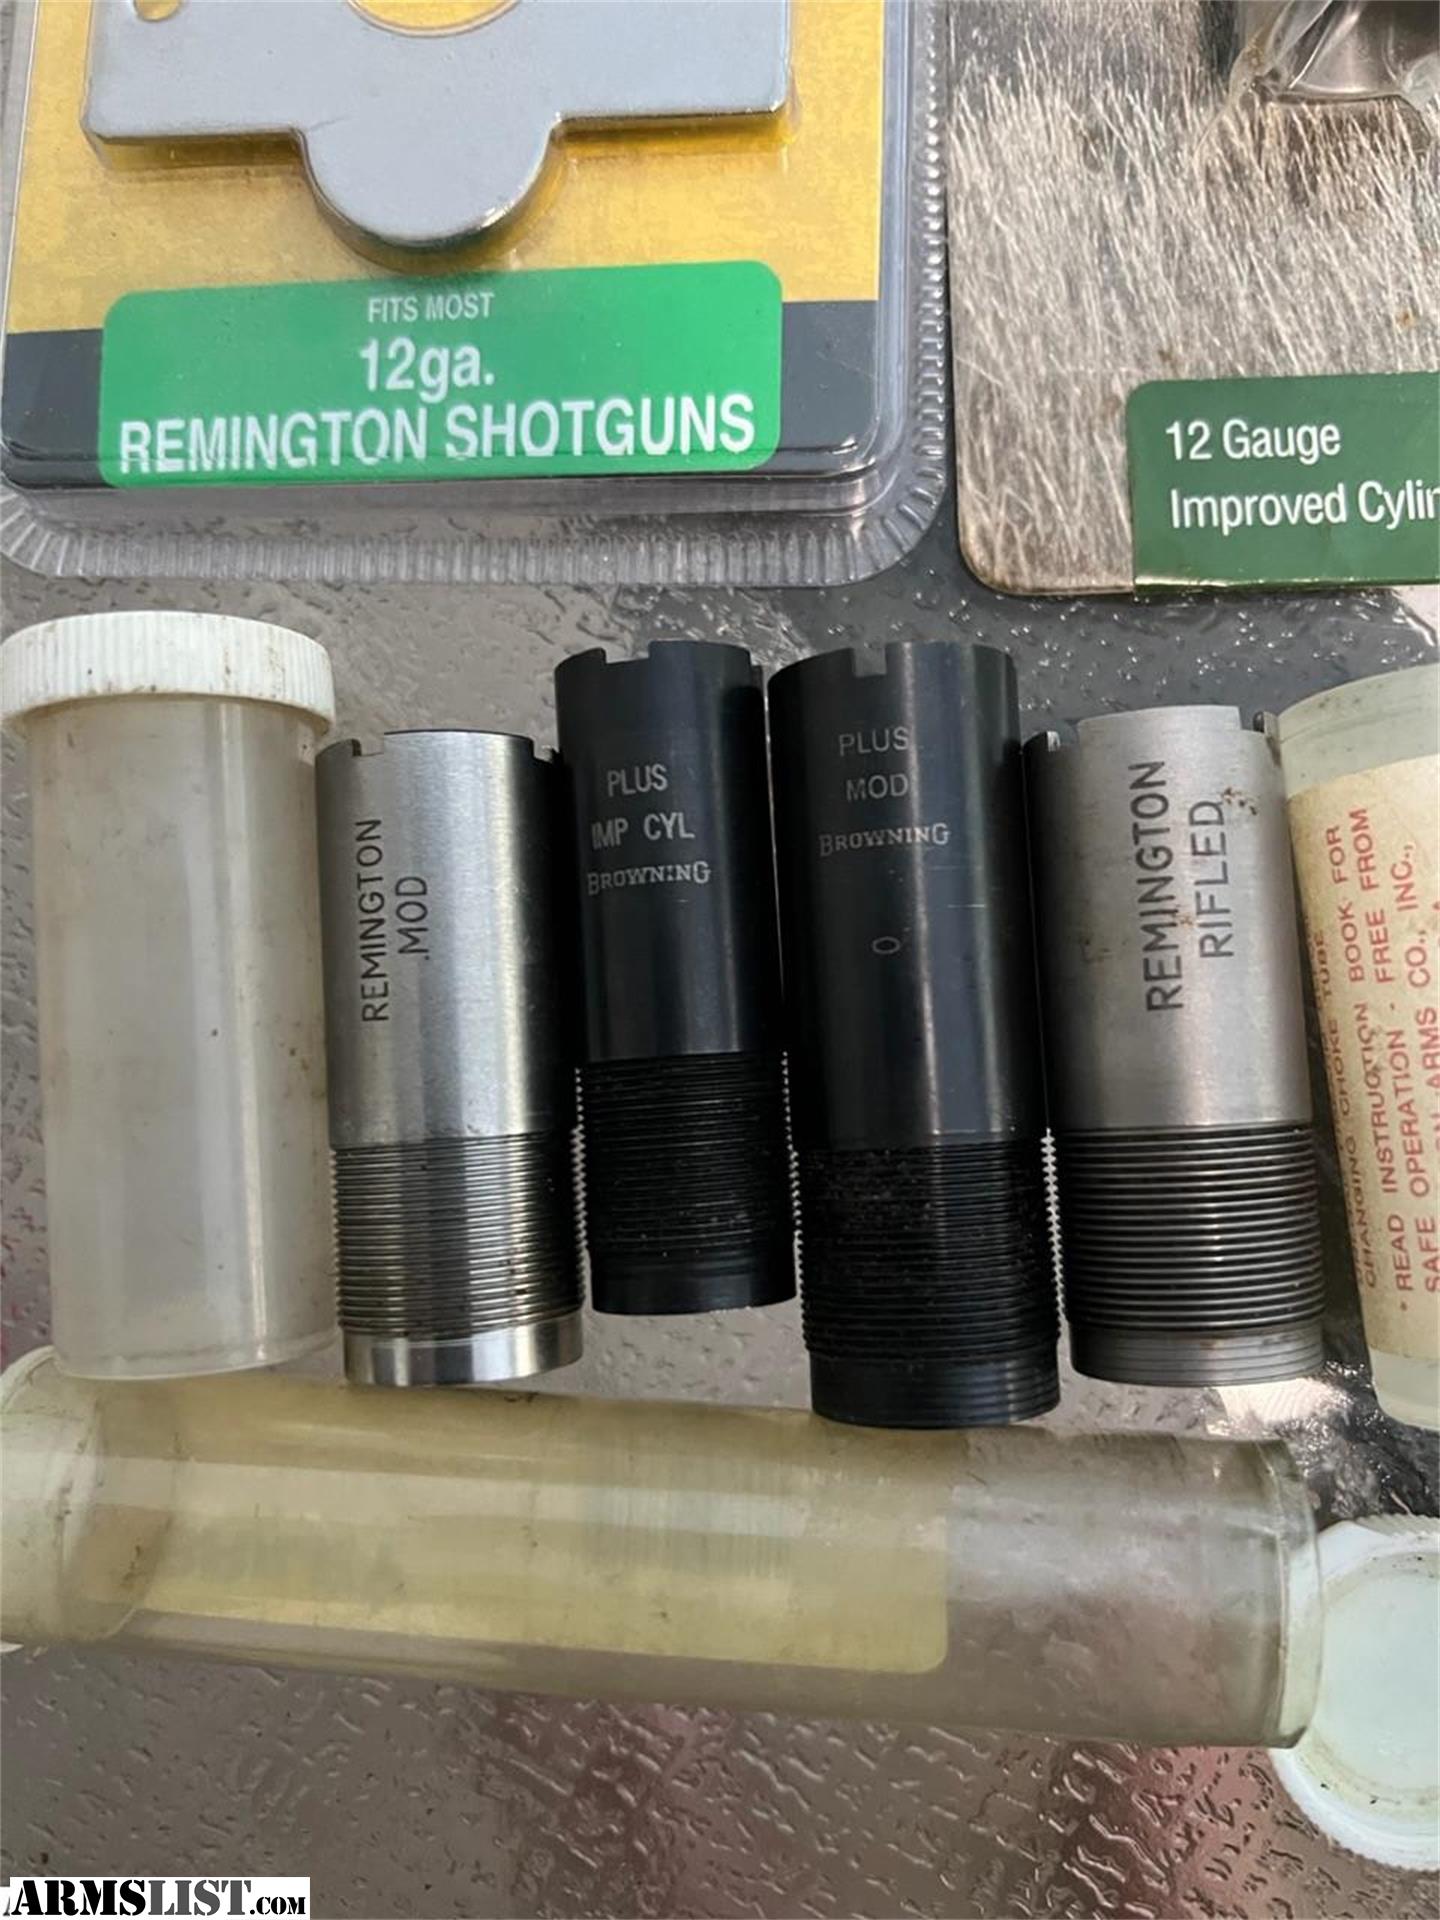 FITS MOST
12ga.
REMINGTON SHOTGUNS
12 Gauge
Improved Cylin
REMINGTON
MOD
PLUS
IMP CYL
BROWNING
PLUS
MOD
BROWNING
O
REMINGTON
RIFLED
CHANGING CHOKE TUBE
* READ INSTRUCTION BOOK FOR
SAFE OPERATION - FREE FROM
ARMS CO., INC.,
ARMSLIST.COM